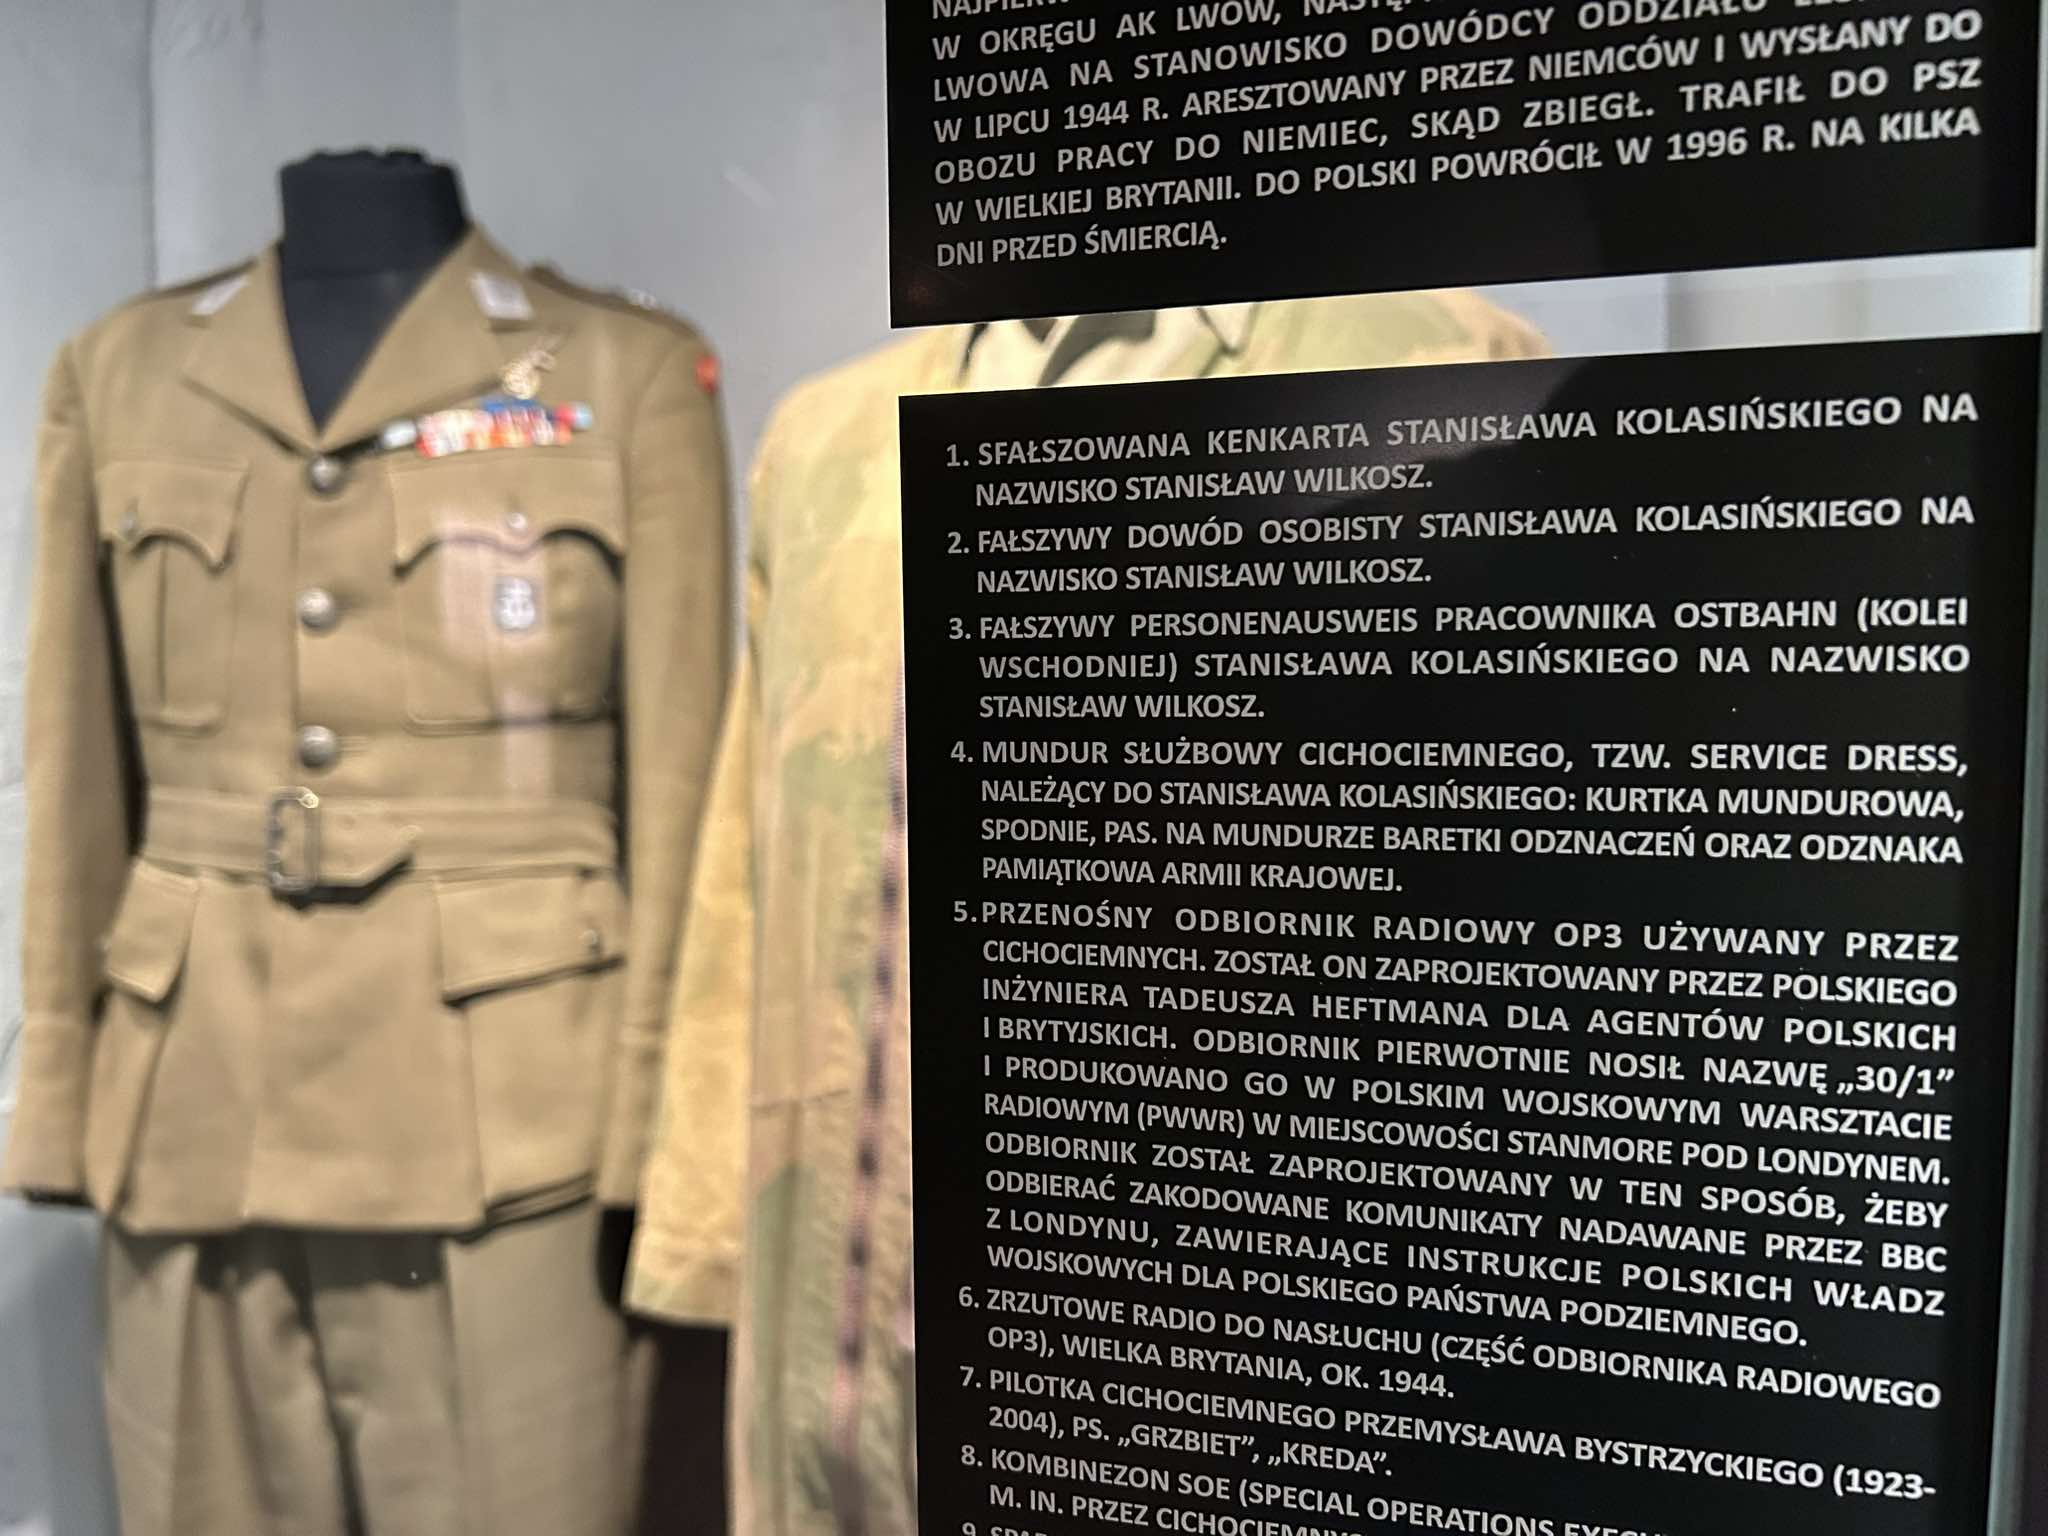 W OKRĘGU AK LWÓW,
LWOWA NA STANOWISKO DOWÓDCY ODDZIAŁU
W LIPCU 1944 R. ARESZTOWANY PRZEZ NIEMCÓW I WYSŁANY DO
OBOZU PRACY DO NIEMIEC, SKĄD ZBIEGŁ. TRAFIŁ DO PSZ
W WIELKIEJ BRYTANII. DO POLSKI POWRÓCIŁ W 1996 R. NA KILKA
DNI PRZED ŚMIERCIĄ.
1. SFAŁSZOWANA KENKARTA STANISŁAWA KOLASIŃSKIEGO NA
NAZWISKO STANISŁAW WILKOSZ.
2. FAŁSZYWY DOWÓD OSOBISTY STANISŁAWA KOLASIŃSKIEGO NA
NAZWISKO STANISŁAW WILKOSZ.
3. FAŁSZYWY PERSONENAUSWEIS PRACOWNIKA OSTBAHN (KOLEI
WSCHODNIEJ) STANISŁAWA KOLASIŃSKIEGO NA NAZWISKO
STANISŁAW WILKOSZ.
4. MUNDUR SŁUŻBOWY CICHOCIEMNEGO, TZW. SERVICE DRESS,
NALEŻĄCY DO STANISŁAWA KOLASIŃSKIEGO: KURTKA MUNDUROWA,
SPODNIE, PAS. NA MUNDURZE BARETKI ODZNACZEŃ ORAZ ODZNAKA
PAMIĄTKOWA ARMII KRAJOWEJ.
5. PRZENOŚNY ODBIORNIK RADIOWY OP3 UŻYWANY PRZEZ
CICHOCIEMNYCH. ZOSTAŁ ON ZAPROJEKTOWANY PRZEZ POLSKIEGO
INŻYNIERA TADEUSZA HEFTMANA DLA AGENTÓW POLSKICH
I BRYTYJSKICH. ODBIORNIK PIERWOTNIE NOSIŁ NAZWĘ „30/1”
I PRODUKOWANO GO W POLSKIM WOJSKOWYM WARSZTACIE
RADIOWYM (PWWR) W MIEJSCOWOŚCI STANMORE POD LONDYNEM.
ODBIORNIK ZOSTAŁ ZAPROJEKTOWANY W TEN SPOSÓB, ŻEBY
ODBIERAĆ ZAKODOWANE KOMUNIKATY NADAWANE PRZEZ BBC
Z LONDYNU, ZAWIERAJĄCE INSTRUKCJE POLSKICH WŁADZ
WOJSKOWYCH DLA POLSKIEGO PAŃSTWA PODZIEMNEGO.
6. ZRZUTOWE RADIO DO NASŁUCHU (CZĘŚĆ ODBIORNIKA RADIOWEGO
OP3), WIELKA BRYTANIA, OK. 1944.
7. PILOTKA CICHOCIEMNEGO PRZEMYSŁAWA BYSTRZYCKIEGO (1923-
2004), PS. „GRZBIET”, „KREDA”.
8. KOMBINEZON SOE (SPECIAL OPERATIONS
M. IN. PRZEZ
9.